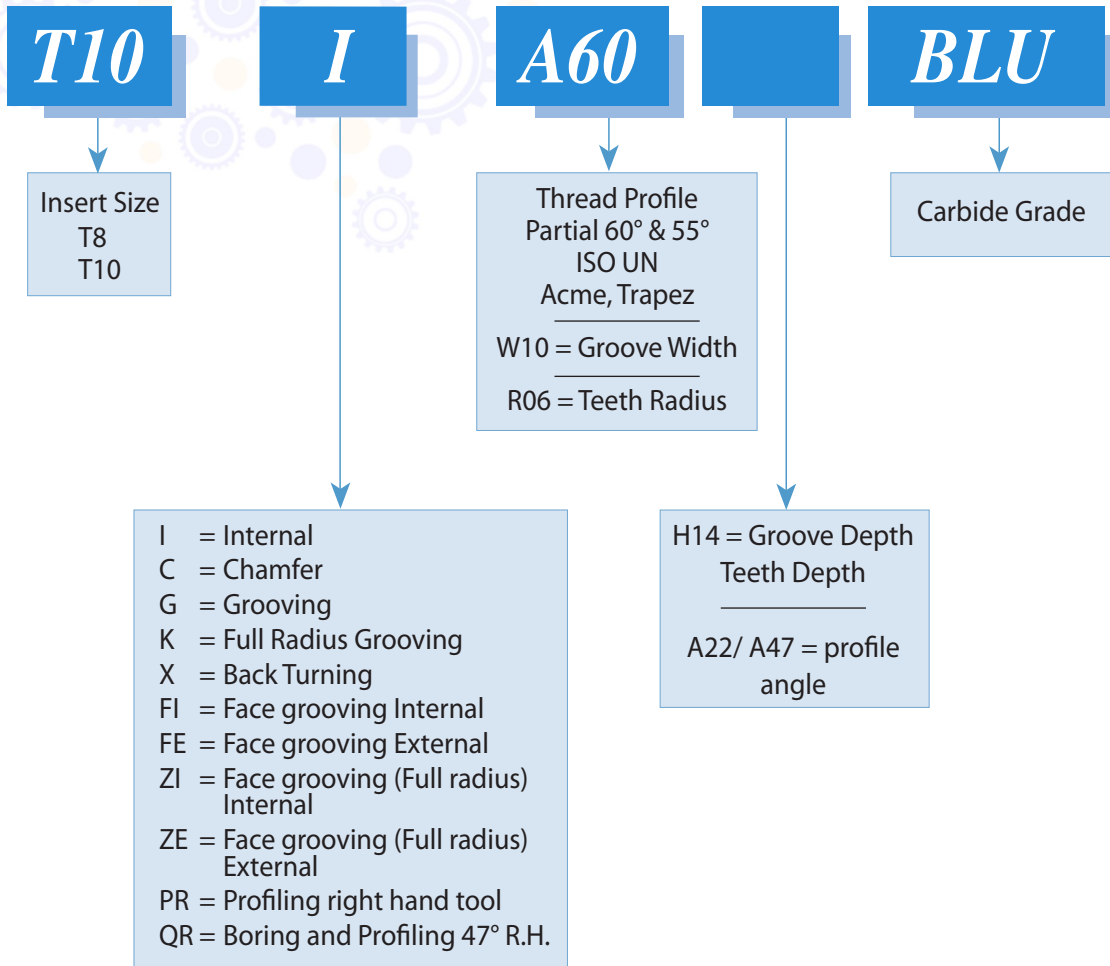 T10 I A60 BLU
Insert Size
T8
T10
Thread Profile
Partial 60° & 55°
ISO UN
Acme, Trapez
W10 = Groove Width
R06 = Teeth Radius
Carbide Grade
I = Internal
C = Chamfer
G = Grooving
K = Full Radius Grooving
X = Back Turning
FI = Face grooving Internal
FE = Face grooving External
ZI = Face grooving (Full radius)
Internal
ZE = Face grooving (Full radius)
External
PR = Profiling right hand tool
QR = Boring and Profiling 47° R.H.
H14 = Groove Depth
Teeth Depth
A22/ A47 = profile
angle